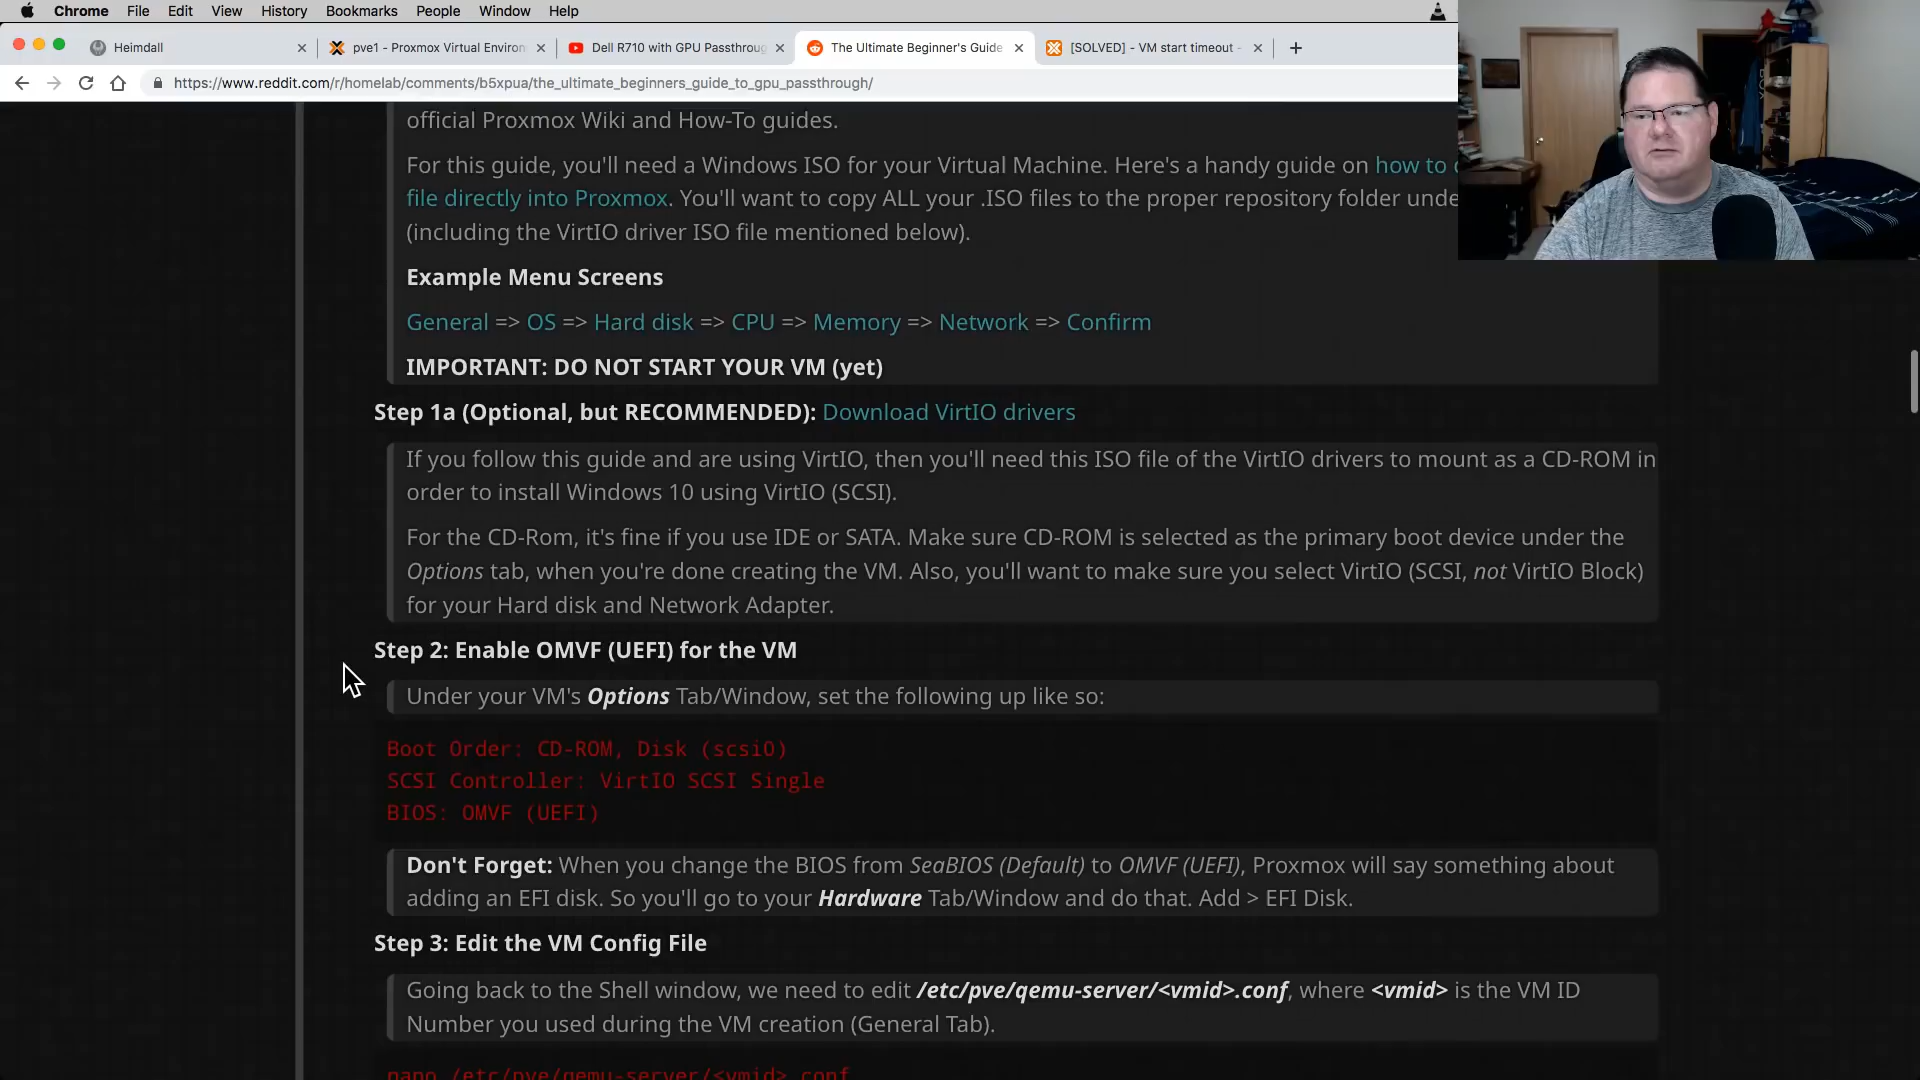 Chrome File Edit View History Bookmarks People Window Help
Heimdall
pve1 - Proxmox Virtual Environ
Dell R710 with GPU Passthroug
The Ultimate Beginner's Guide
[SOLVED] - VM start timeout -
https://www.reddit.com/r/homelab/comments/b5xpua/the_ultimate_beginners_guide_to_gpu_passthrough/
official Proxmox Wiki and How-To guides.
For this guide, you'll need a Windows ISO for your Virtual Machine. Here's a handy guide on how to
file directly into Proxmox. You'll want to copy ALL your .ISO files to the proper repository folder unde
(including the VirtIO driver ISO file mentioned below).
Example Menu Screens
General => OS => Hard disk => CPU => Memory => Network => Confirm
IMPORTANT: DO NOT START YOUR VM (yet)
Step 1a (Optional, but RECOMMENDED): Download VirtIO drivers
If you follow this guide and are using VirtIO, then you'll need this ISO file of the VirtIO drivers to mount as a CD-ROM in
order to install Windows 10 using VirtIO (SCSI).
For the CD-Rom, it's fine if you use IDE or SATA. Make sure CD-ROM is selected as the primary boot device under the
Options tab, when you're done creating the VM. Also, you'll want to make sure you select VirtIO (SCSI, not VirtIO Block)
for your Hard disk and Network Adapter.
Step 2: Enable OMVF (UEFI) for the VM
Under your VM's Options Tab/Window, set the following up like so:
Boot Order: CD-ROM, Disk (scsi0)
SCSI Controller: VirtIO SCSI Single
BIOS: OMVF (UEFI)
Don't Forget: When you change the BIOS from SeaBIOS (Default) to OMVF (UEFI), Proxmox will say something about
adding an EFI disk. So you'll go to your Hardware Tab/Window and do that. Add > EFI Disk.
Step 3: Edit the VM Config File
Going back to the Shell window, we need to edit /etc/pve/qemu-server/<vmid>.conf, where <vmid> is the VM ID
Number you used during the VM creation (General Tab).
nano /etc/pve/qemu-server/<vmid>.conf